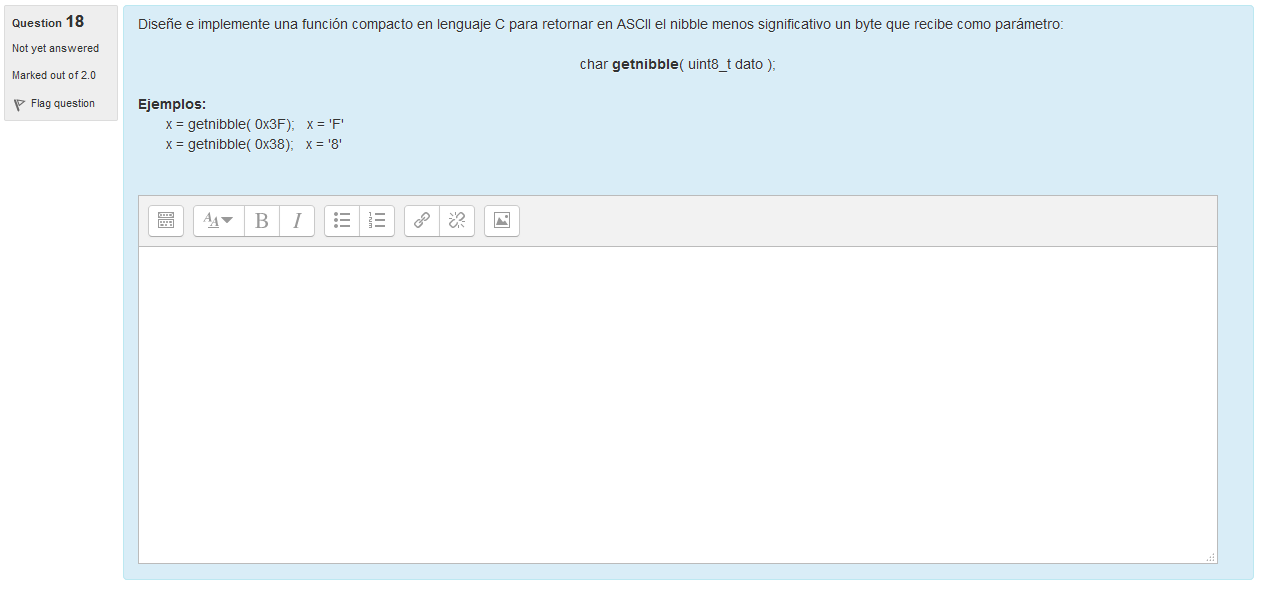 Question 18
Not yet answered
Marked out of 2.0
Flag question
Diseñe e implemente una función compacto en lenguaje C para retornar en ASCII el nibble menos significativo un byte que recibe como parámetro:
char getnibble( uint8_t dato );
Ejemplos:
x = getnibble( 0x3F); x = 'F'
x = getnibble( 0x38); x = '8'